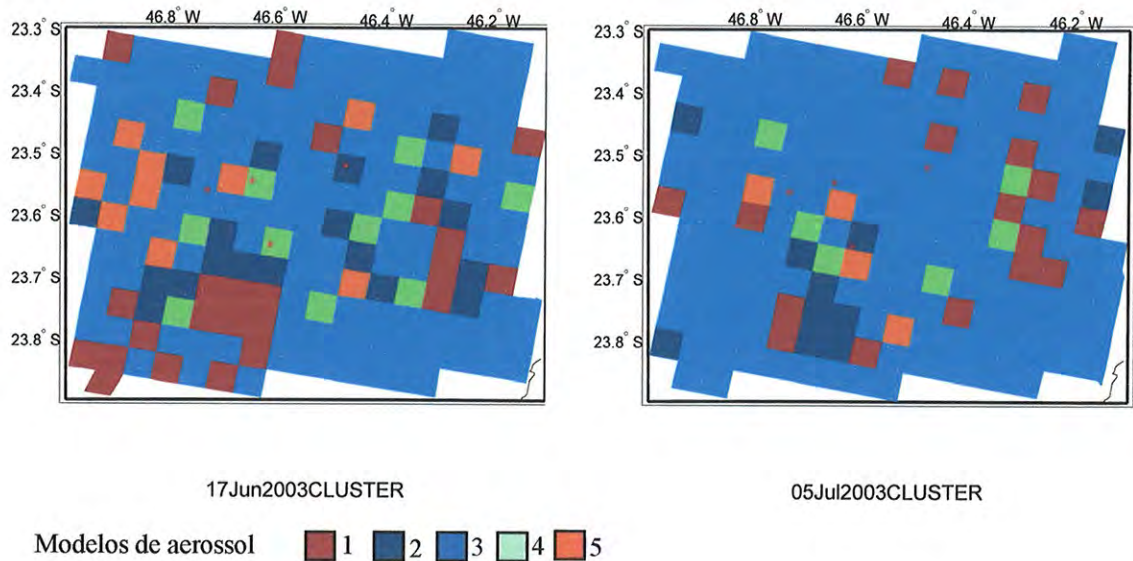 46.8° W 46.6° W 46.4° W 46.2° W
23.3° S
23.4° S
23.5° S
23.6° S
23.7° S
23.8° S
46.8° W 46.6° W 46.4° W 46.2° W
23.3° S
23.4° S
23.5° S
23.6° S
23.7° S
23.8° S
17Jun2003CLUSTER
05Jul2003CLUSTER
Modelos de aerossol 1 2 3 4 5